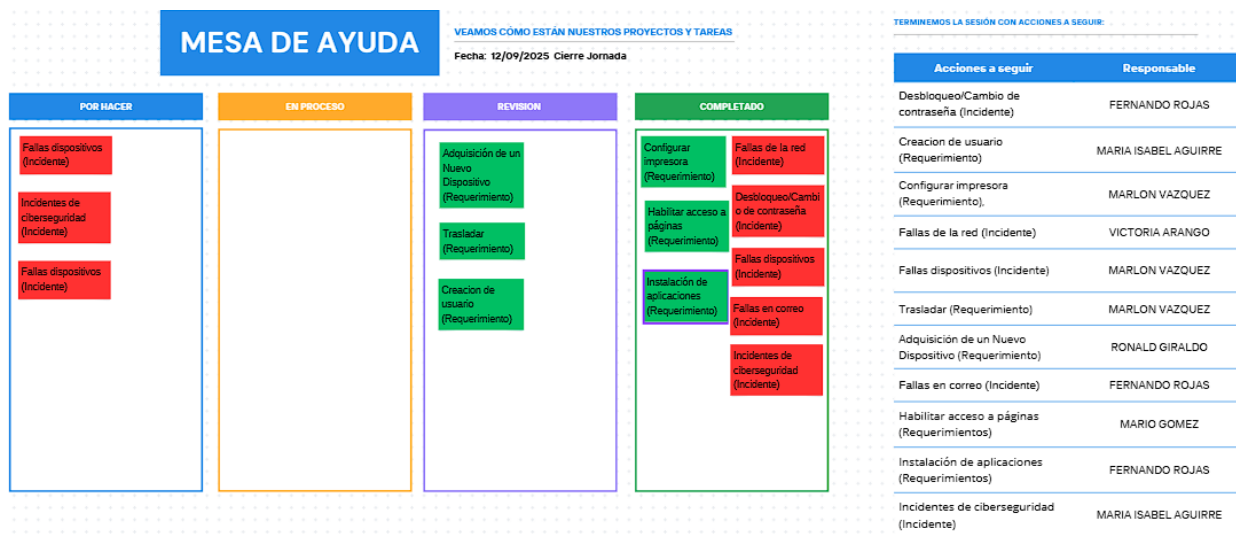 MESA DE AYUDA
VEAMOS CÓMO ESTÁN NUESTROS PROYECTOS Y TAREAS
Fecha: 12/09/2025 Cierre Jornada
POR HACER
Fallas dispositivos
(Incidente)
Incidentes de
ciberseguridad
(Incidente)
Fallas dispositivos
(Incidente)
EN PROCESO
REVISION
Adquisición de un
Nuevo
Dispositivo
(Requerimiento)
Trasladar
(Requerimiento)
Creacion de
usuario
(Requerimiento)
COMPLETADO
Configurar
impresora
(Requerimiento)
Habilitar acceso a
páginas
(Requerimiento)
Instalación de
aplicaciones
(Requerimiento)
Fallas de la red
(Incidente)
Desbloqueo/Cambi
o de contraseña
(Incidente)
Fallas dispositivos
(Incidente)
Fallas en correo
(Incidente)
Incidentes de
ciberseguridad
(Incidente)
TERMINEMOS LA SESIÓN CON ACCIONES A SEGUIR:
Acciones a seguir Responsable
Desbloqueo/Cambio de
contraseña (Incidente)
FERNANDO ROJAS
Creacion de usuario
(Requerimiento)
MARIA ISABEL AGUIRRE
Configurar impresora
(Requerimiento),
MARLON VAZQUEZ
Fallas de la red (Incidente) VICTORIA ARANGO
Fallas dispositivos (Incidente) MARLON VAZQUEZ
Trasladar (Requerimiento) MARLON VAZQUEZ
Adquisición de un Nuevo
Dispositivo (Requerimiento)
RONALD GIRALDO
Fallas en correo (Incidente) FERNANDO ROJAS
Habilitar acceso a páginas
(Requerimientos)
MARIO GOMEZ
Instalación de aplicaciones
(Requerimientos)
FERNANDO ROJAS
Incidentes de ciberseguridad
(Incidente)
MARIA ISABEL AGUIRRE